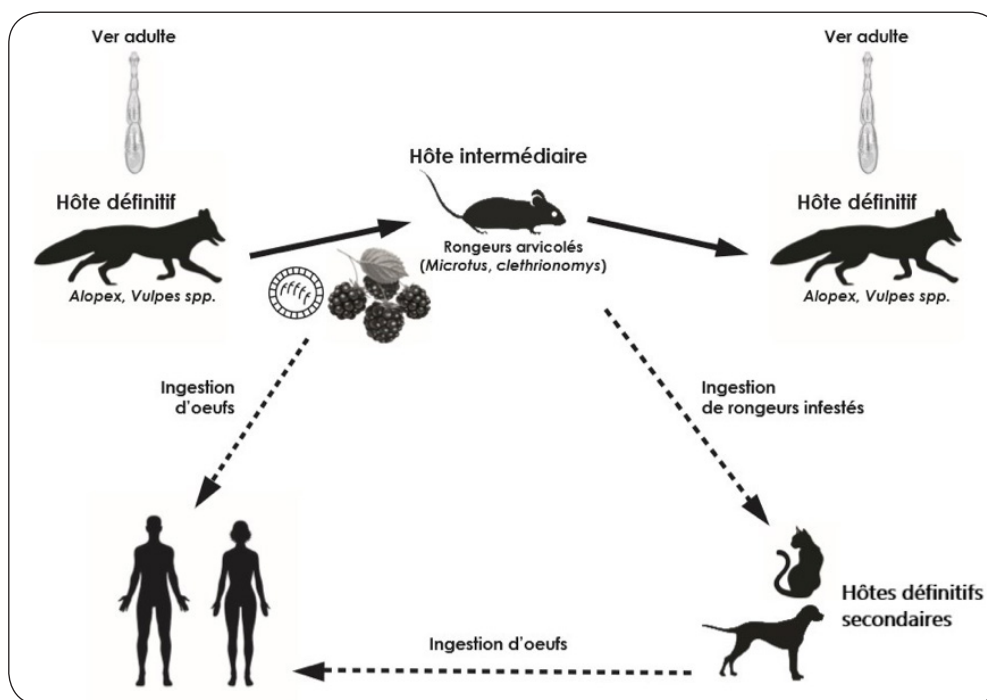 Ver adulte
Ver adulte
Hôte intermédiaire
Hôte définitif
Hôte définitif
Rongeurs arvicolés
(Microtus, clethrionomys)
Alopex, Vulpes spp.
Alopex, Vulpes spp.
Ingestion
d'oeufs
Ingestion
de rongeurs infestés
Hôtes définitifs
secondaires
Ingestion d'oeufs